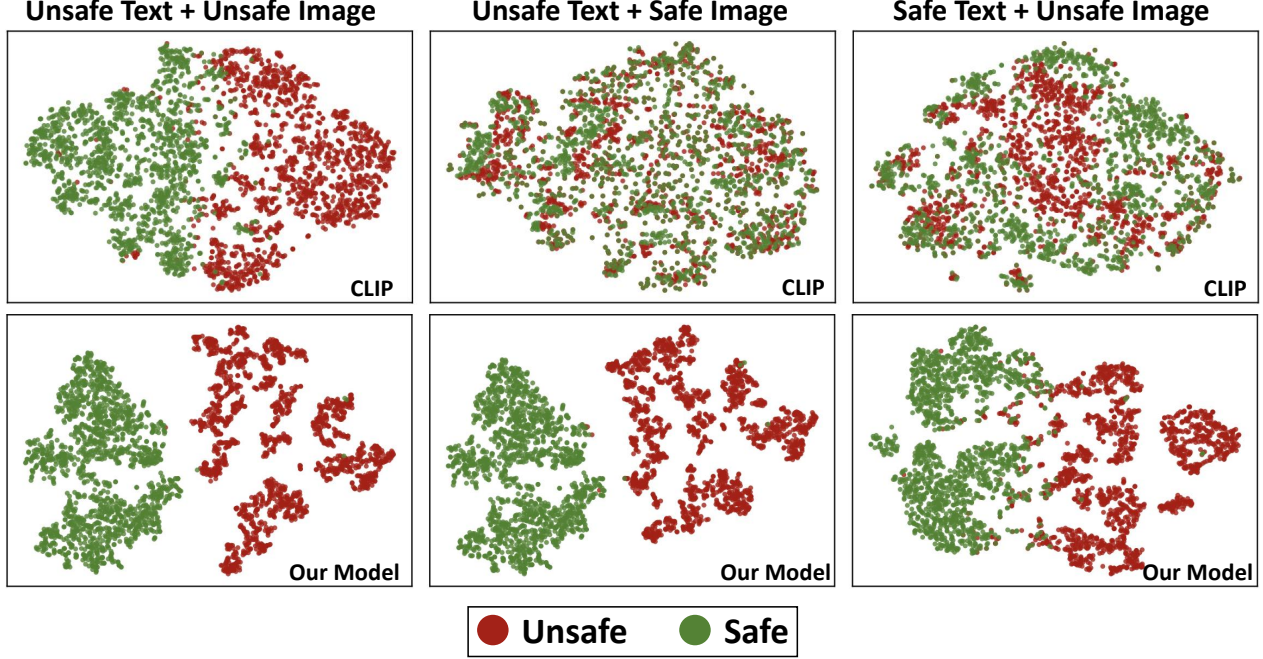 Unsafe Text + Unsafe Image
Unsafe Text + Safe Image
Safe Text + Unsafe Image
CLIP
CLIP
CLIP
Our Model
Our Model
Our Model
Unsafe
Safe